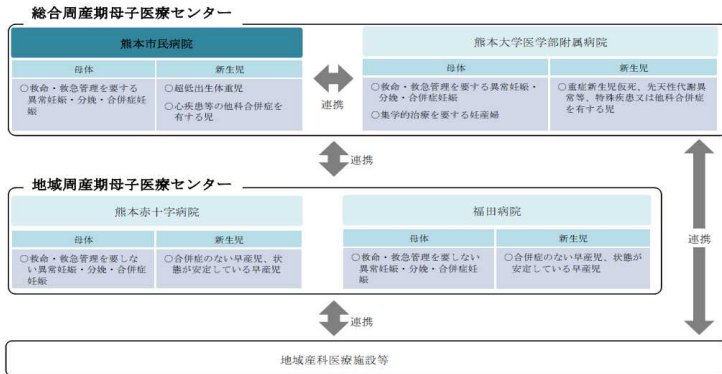 総合周産期母子医療センター
熊本市民病院
母体
新生児
○救命・救急管理を要する
異常妊娠・分娩・合併症妊
娠
○超低出生体重児
○心疾患等の他科合併症を
有する児
連携
熊本大学医学部附属病院
母体
新生児
○救命・救急管理を要する異常妊娠・
分娩・合併症妊娠
○集学的治療を要する妊産婦
○重症新生児仮死、先天性代謝異
常等、特殊疾患又は他科合併症
を有する児
連携
地域周産期母子医療センター
熊本赤十字病院
母体
新生児
○救命・救急管理を要しな
い異常妊娠・分娩・合併症
妊娠
○合併症のない早産児、状
態が安定している早産児
福田病院
母体
新生児
○救命・救急管理を要しない
異常妊娠・分娩・合併症妊
娠
○合併症のない早産児、状態が
安定している早産児
連携
連携
地域産科医療施設等